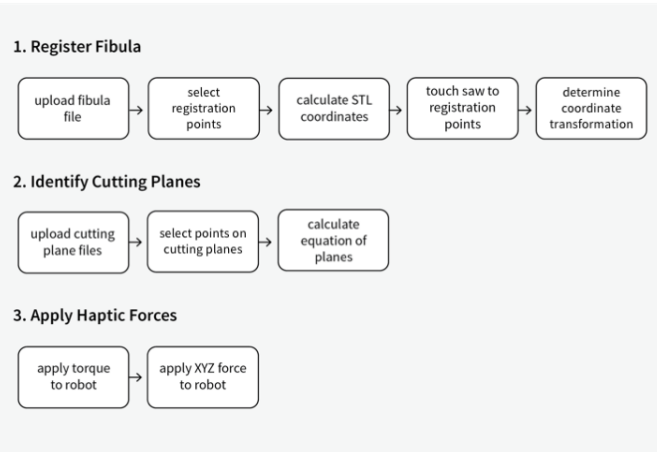 1. Register Fibula
upload fibula
file
select
registration
points
calculate STL
coordinates
touch saw to
registration
points
determine
coordinate
transformation
2. Identify Cutting Planes
upload cutting
plane files
select points on
cutting planes
calculate
equation of
planes
3. Apply Haptic Forces
apply torque
to robot
apply XYZ force
to robot